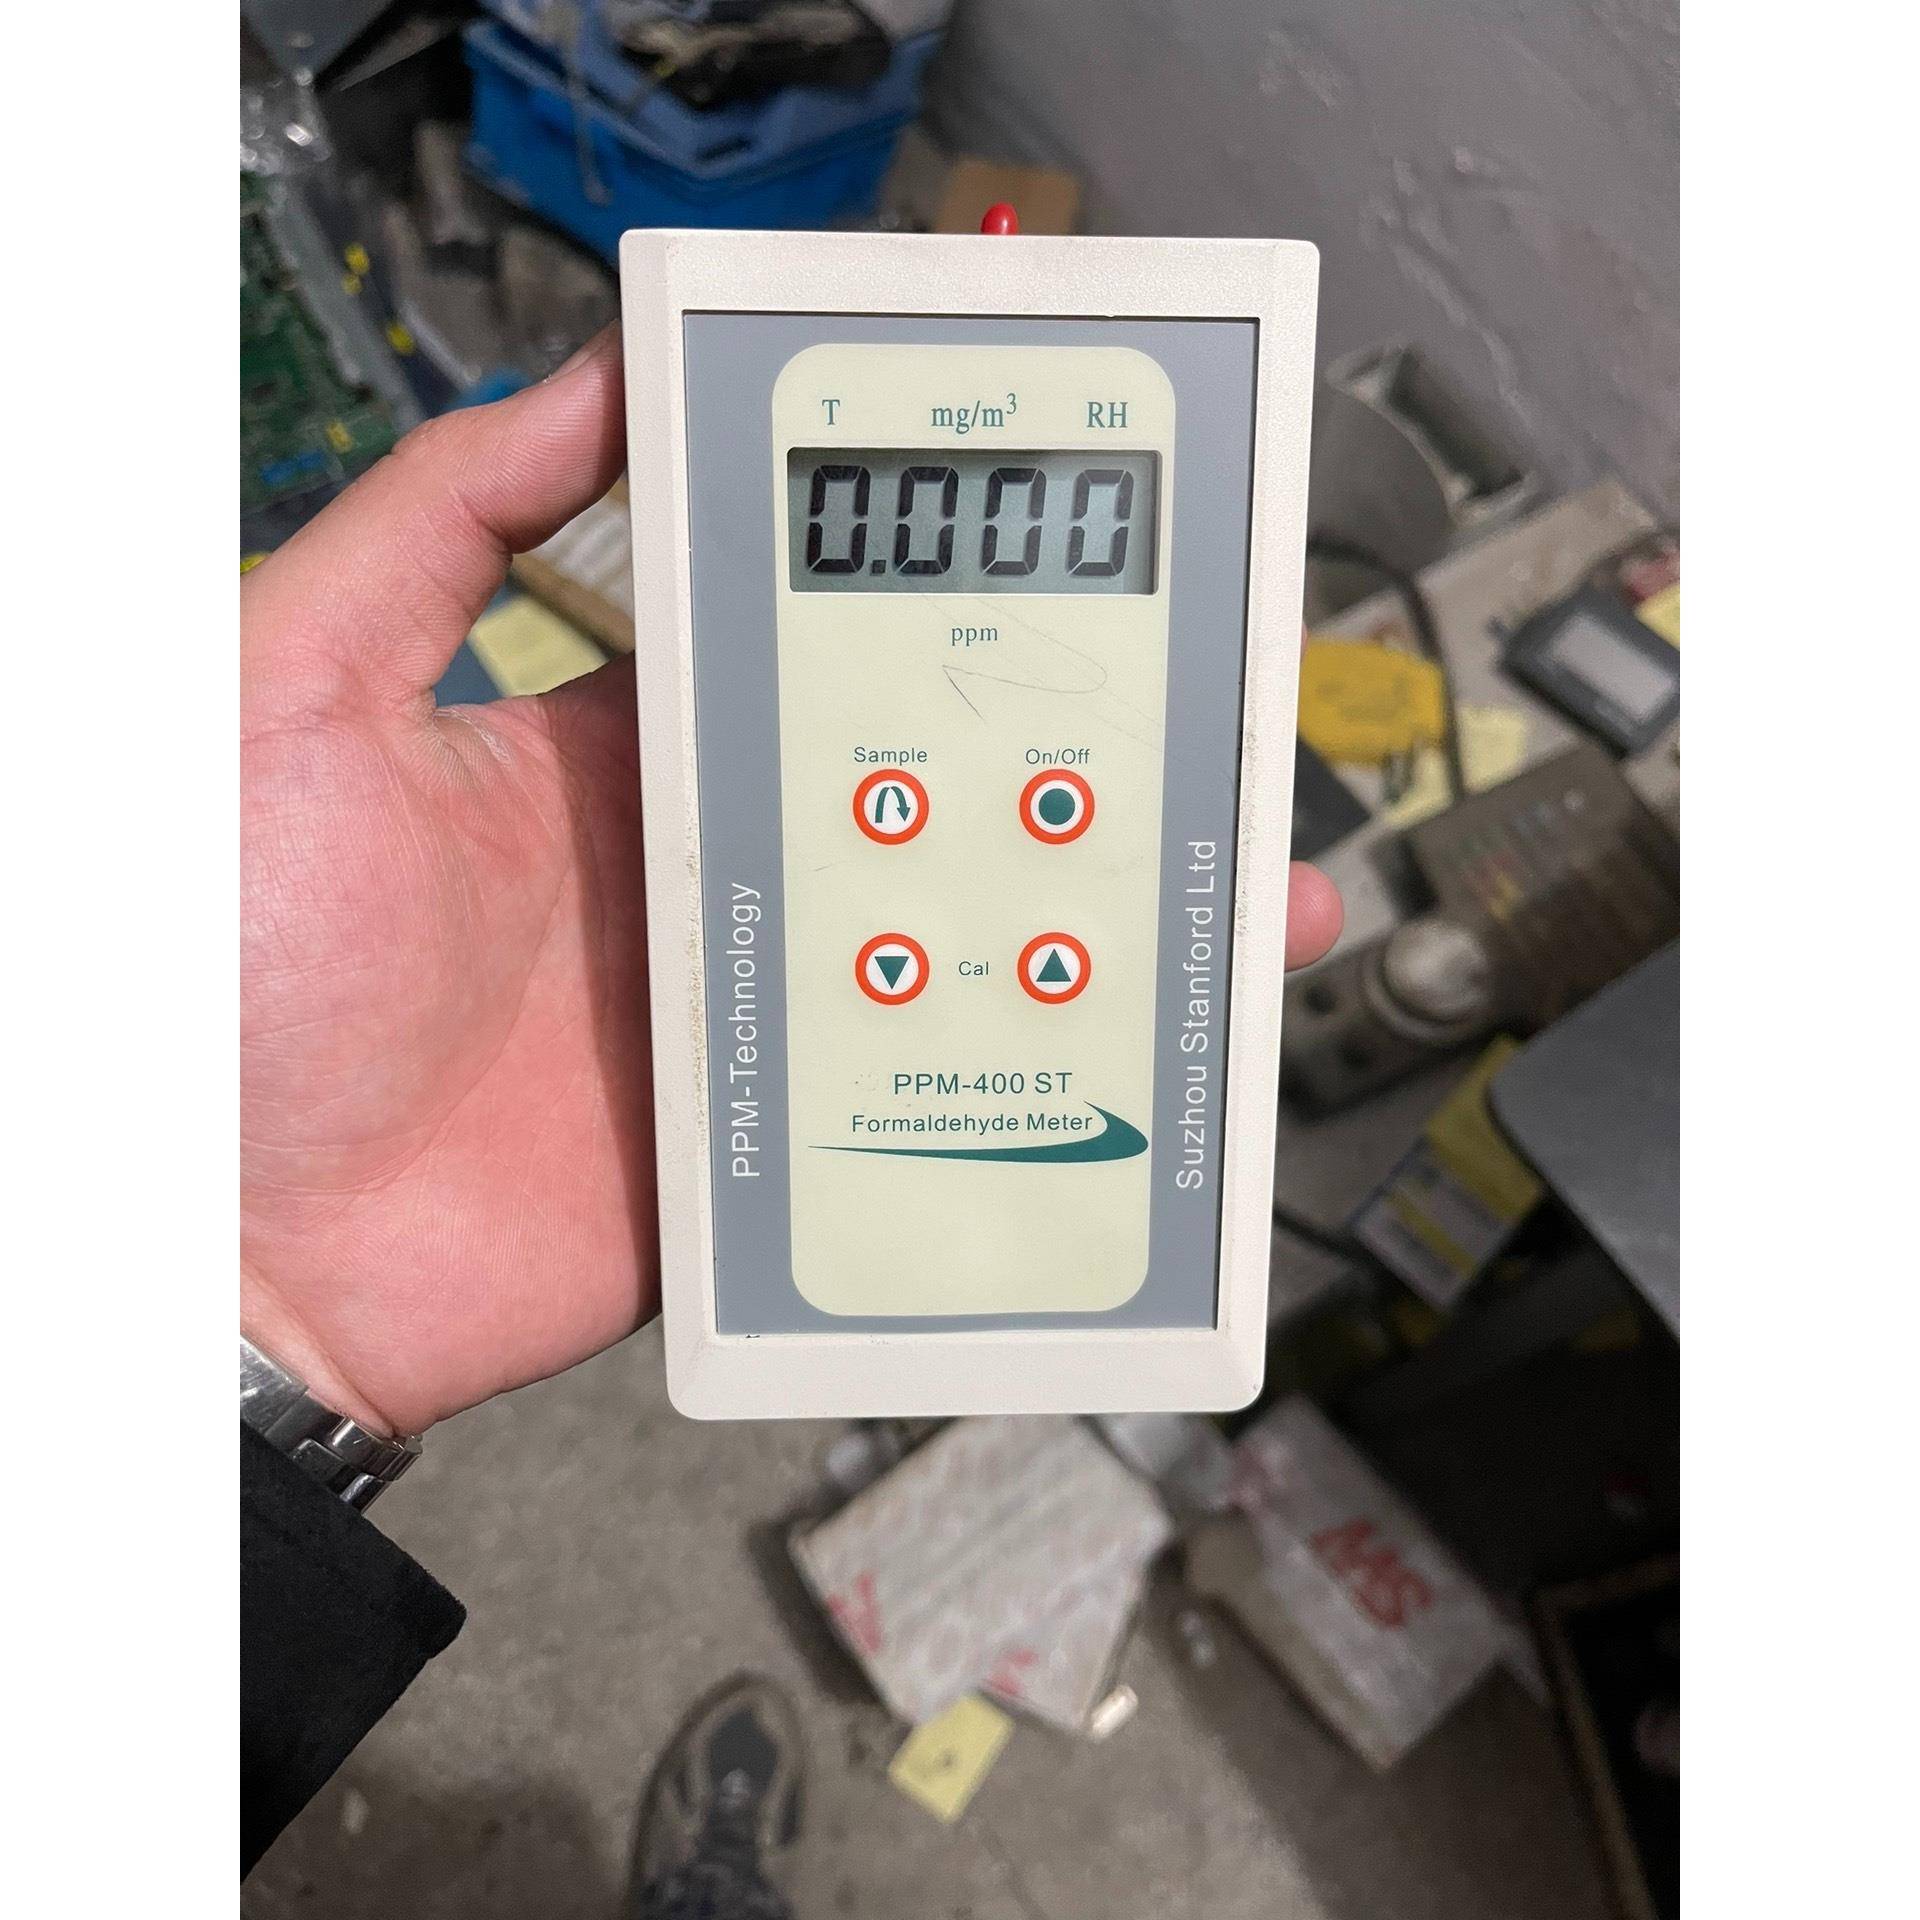 T mg/m³ RH
0.000
ppm
Sample On/Off
Cal
PPM-400 ST
Formaldehyde Meter
PPM-Technology
Suzhou Stanford Ltd